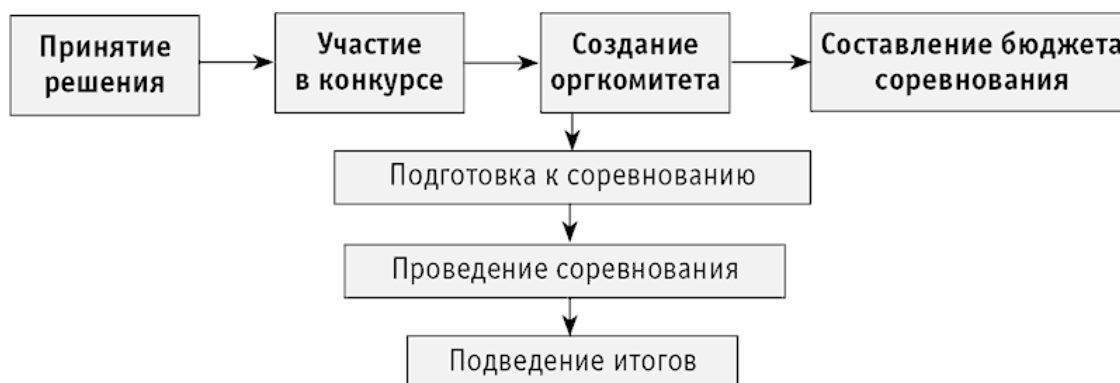 Принятие
решения
Участие
в конкурсе
Создание
оргкомитета
Составление бюджета
соревнования
Подготовка к соревнованию
Проведение соревнования
Подведение итогов